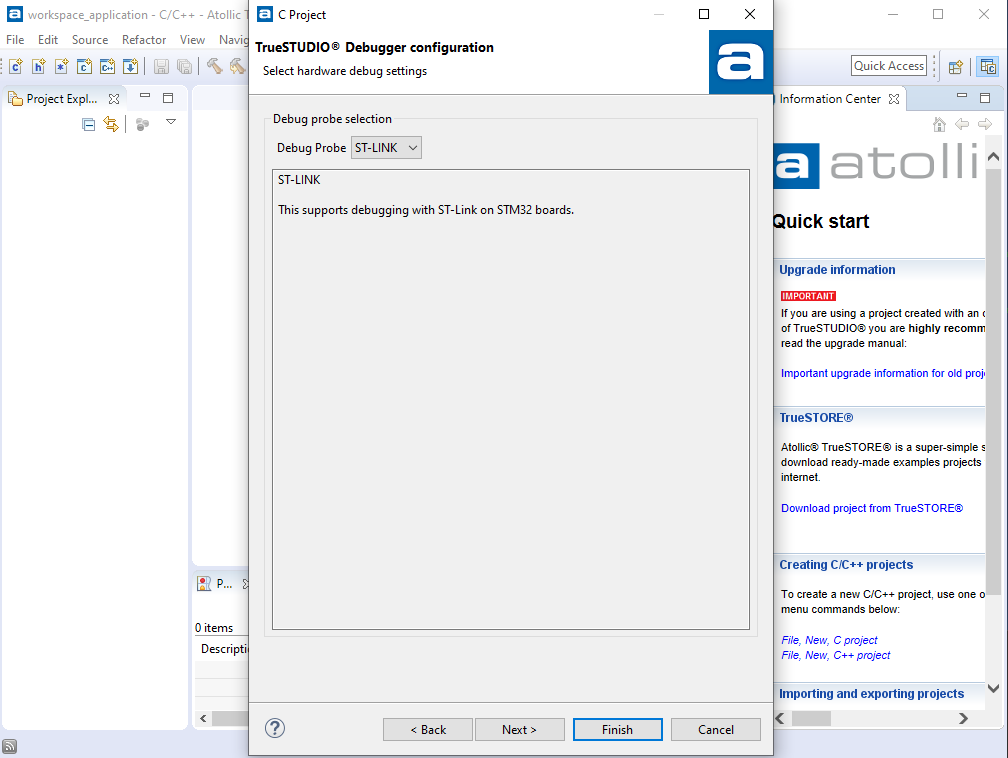 workspace_application - C/C++ - Atollic T
File Edit Source Refactor View Navig
Quick Access
Project Expl...
P...
0 items
Descripti
C Project
TrueSTUDIO® Debugger configuration
Select hardware debug settings
a
Debug probe selection
Debug Probe ST-LINK
ST-LINK
This supports debugging with ST-Link on STM32 boards.
? < Back Next > Finish Cancel
Information Center
a atolli
Quick start
Upgrade information
IMPORTANT
If you are using a project created with an
of TrueSTUDIO® you are highly recomm
read the upgrade manual:
Important upgrade information for old proj
TrueSTORE®
Atollic® TrueSTORE® is a super-simple s
download ready-made examples projects
internet.
Download project from TrueSTORE®
Creating C/C++ projects
To create a new C/C++ project, use one o
menu commands below:
File, New, C project
File, New, C++ project
Importing and exporting projects